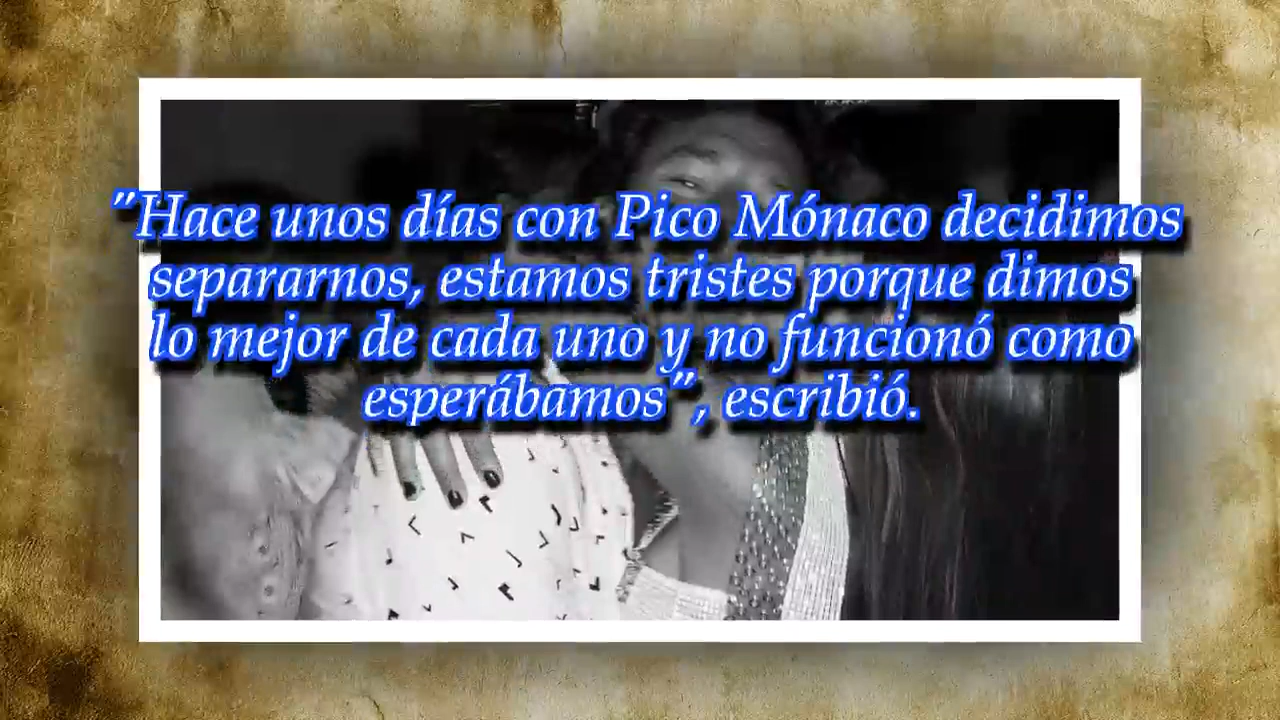 "Hace unos días con Pico Mónaco decidimos
separarnos, estamos tristes porque dimos
lo mejor de cada uno y no funcionó como
esperábamos", escribió.